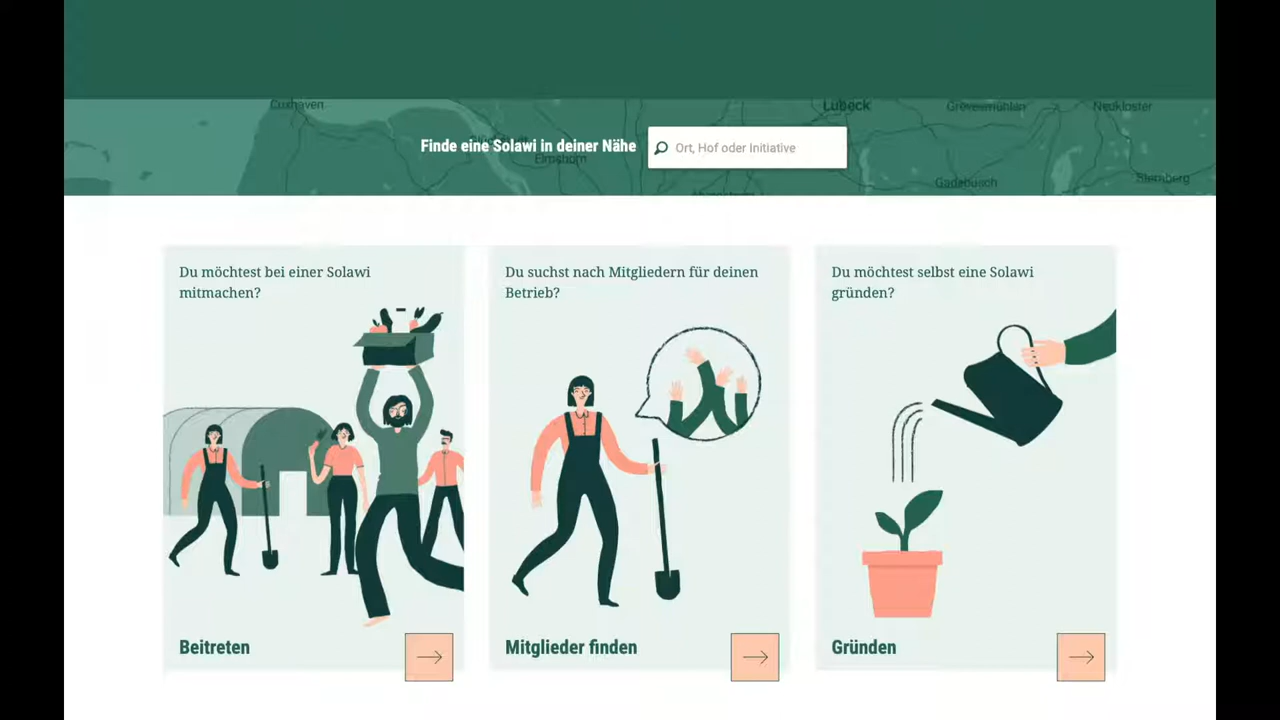 Cuxhaven
Lübeck
Grevesmühlen
Neukloster
Finde eine Solawi in deiner Nähe
Ort, Hof oder Initiative
Elmshorn
Gadebusch
Sternberg
Du möchtest bei einer Solawi
mitmachen?
Du suchst nach Mitgliedern für deinen
Betrieb?
Du möchtest selbst eine Solawi
gründen?
Beitreten
Mitglieder finden
Gründen